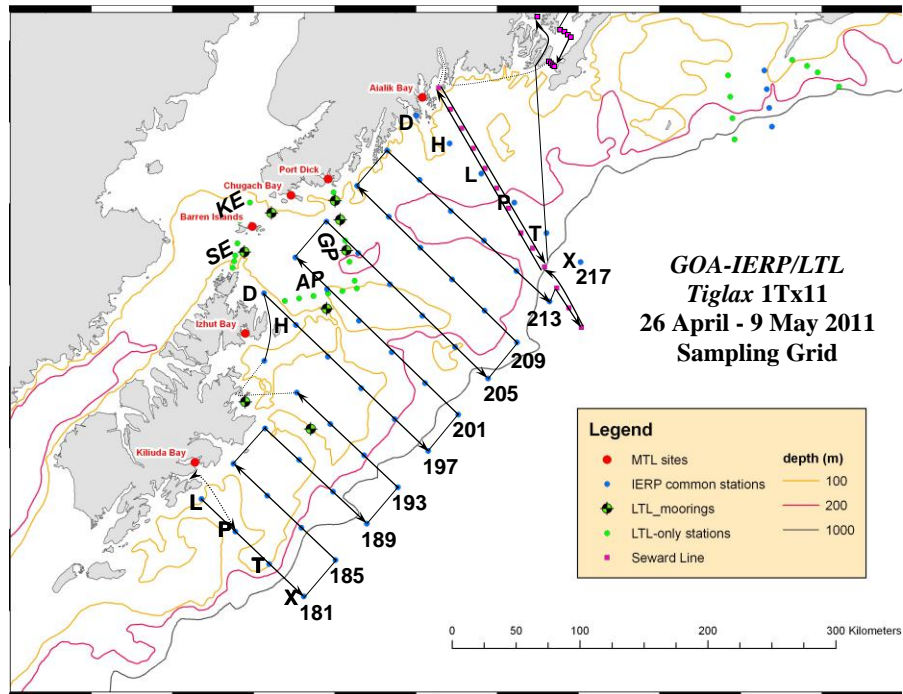 Aialik Bay
D
H
Port Dick
L
Chugach Bay
KE
P
Barren Islands
T
GP
SE
X
217
AP
D
GOA-IERP/LTL
Tiglax 1Tx11
26 April - 9 May 2011
Sampling Grid
213
H
Izhut Bay
209
205
201
197
Kiliuda Bay
193
L
189
P
185
T
X
181
Legend
MTL sites
IERP common stations
LTL_moorings
LTL-only stations
Seward Line
depth (m)
100
200
1000
0 50 100 200 300 Kilometers